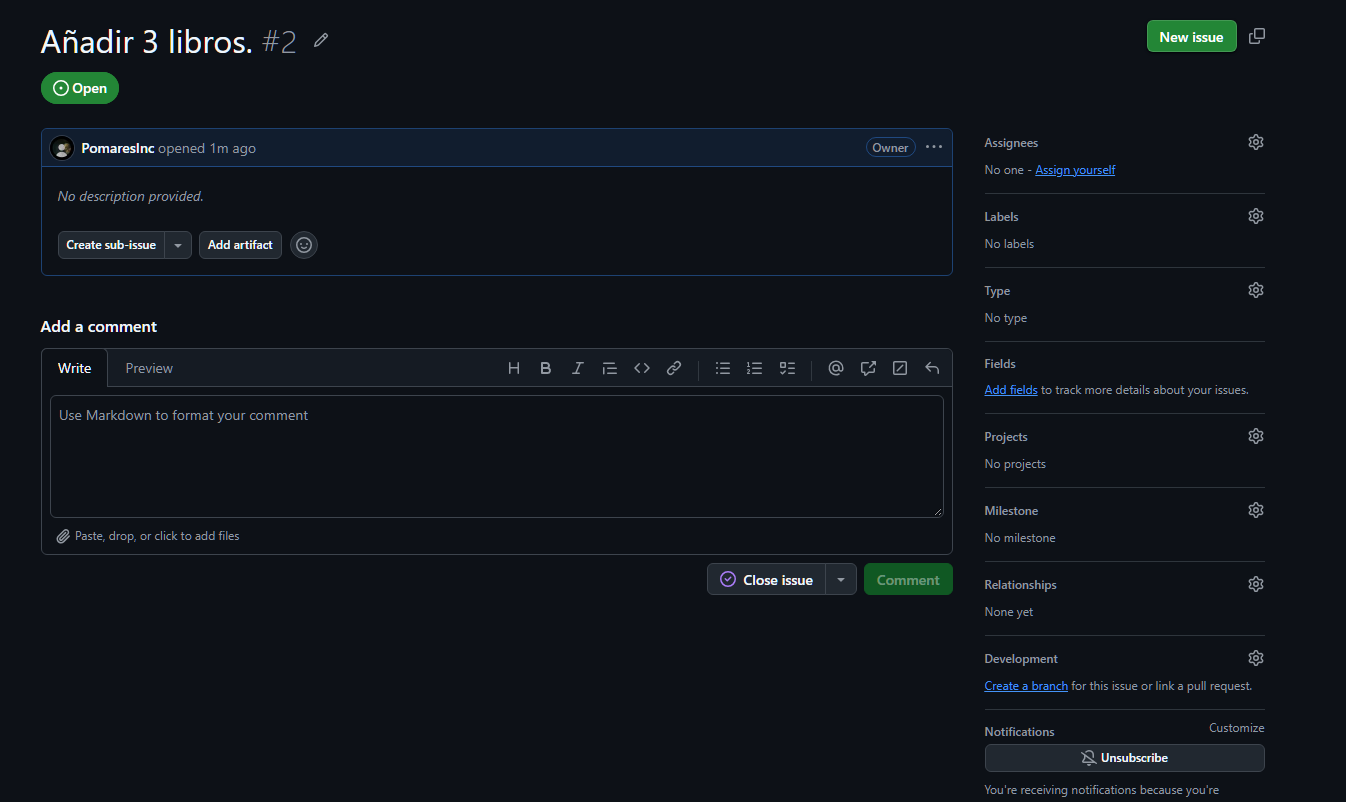 Añadir 3 libros. #2
New issue
Open
PomaresInc opened 1m ago
Owner
No description provided.
Create sub-issue
Add artifact
Add a comment
Write
Preview
Use Markdown to format your comment
Paste, drop, or click to add files
Close issue
Comment
Assignees
No one - Assign yourself
Labels
No labels
Type
No type
Fields
Add fields to track more details about your issues.
Projects
No projects
Milestone
No milestone
Relationships
None yet
Development
Create a branch for this issue or link a pull request.
Notifications
Customize
Unsubscribe
You're receiving notifications because you're